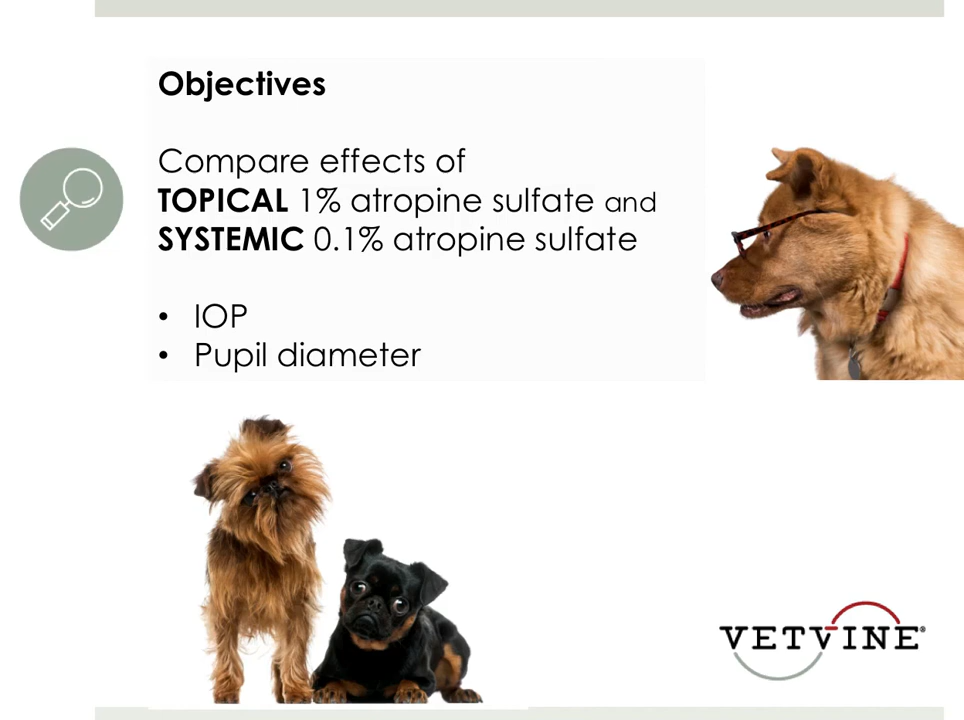 Objectives
Compare effects of
TOPICAL 1% atropine sulfate and
SYSTEMIC 0.1% atropine sulfate
• IOP
• Pupil diameter
VETVINE®